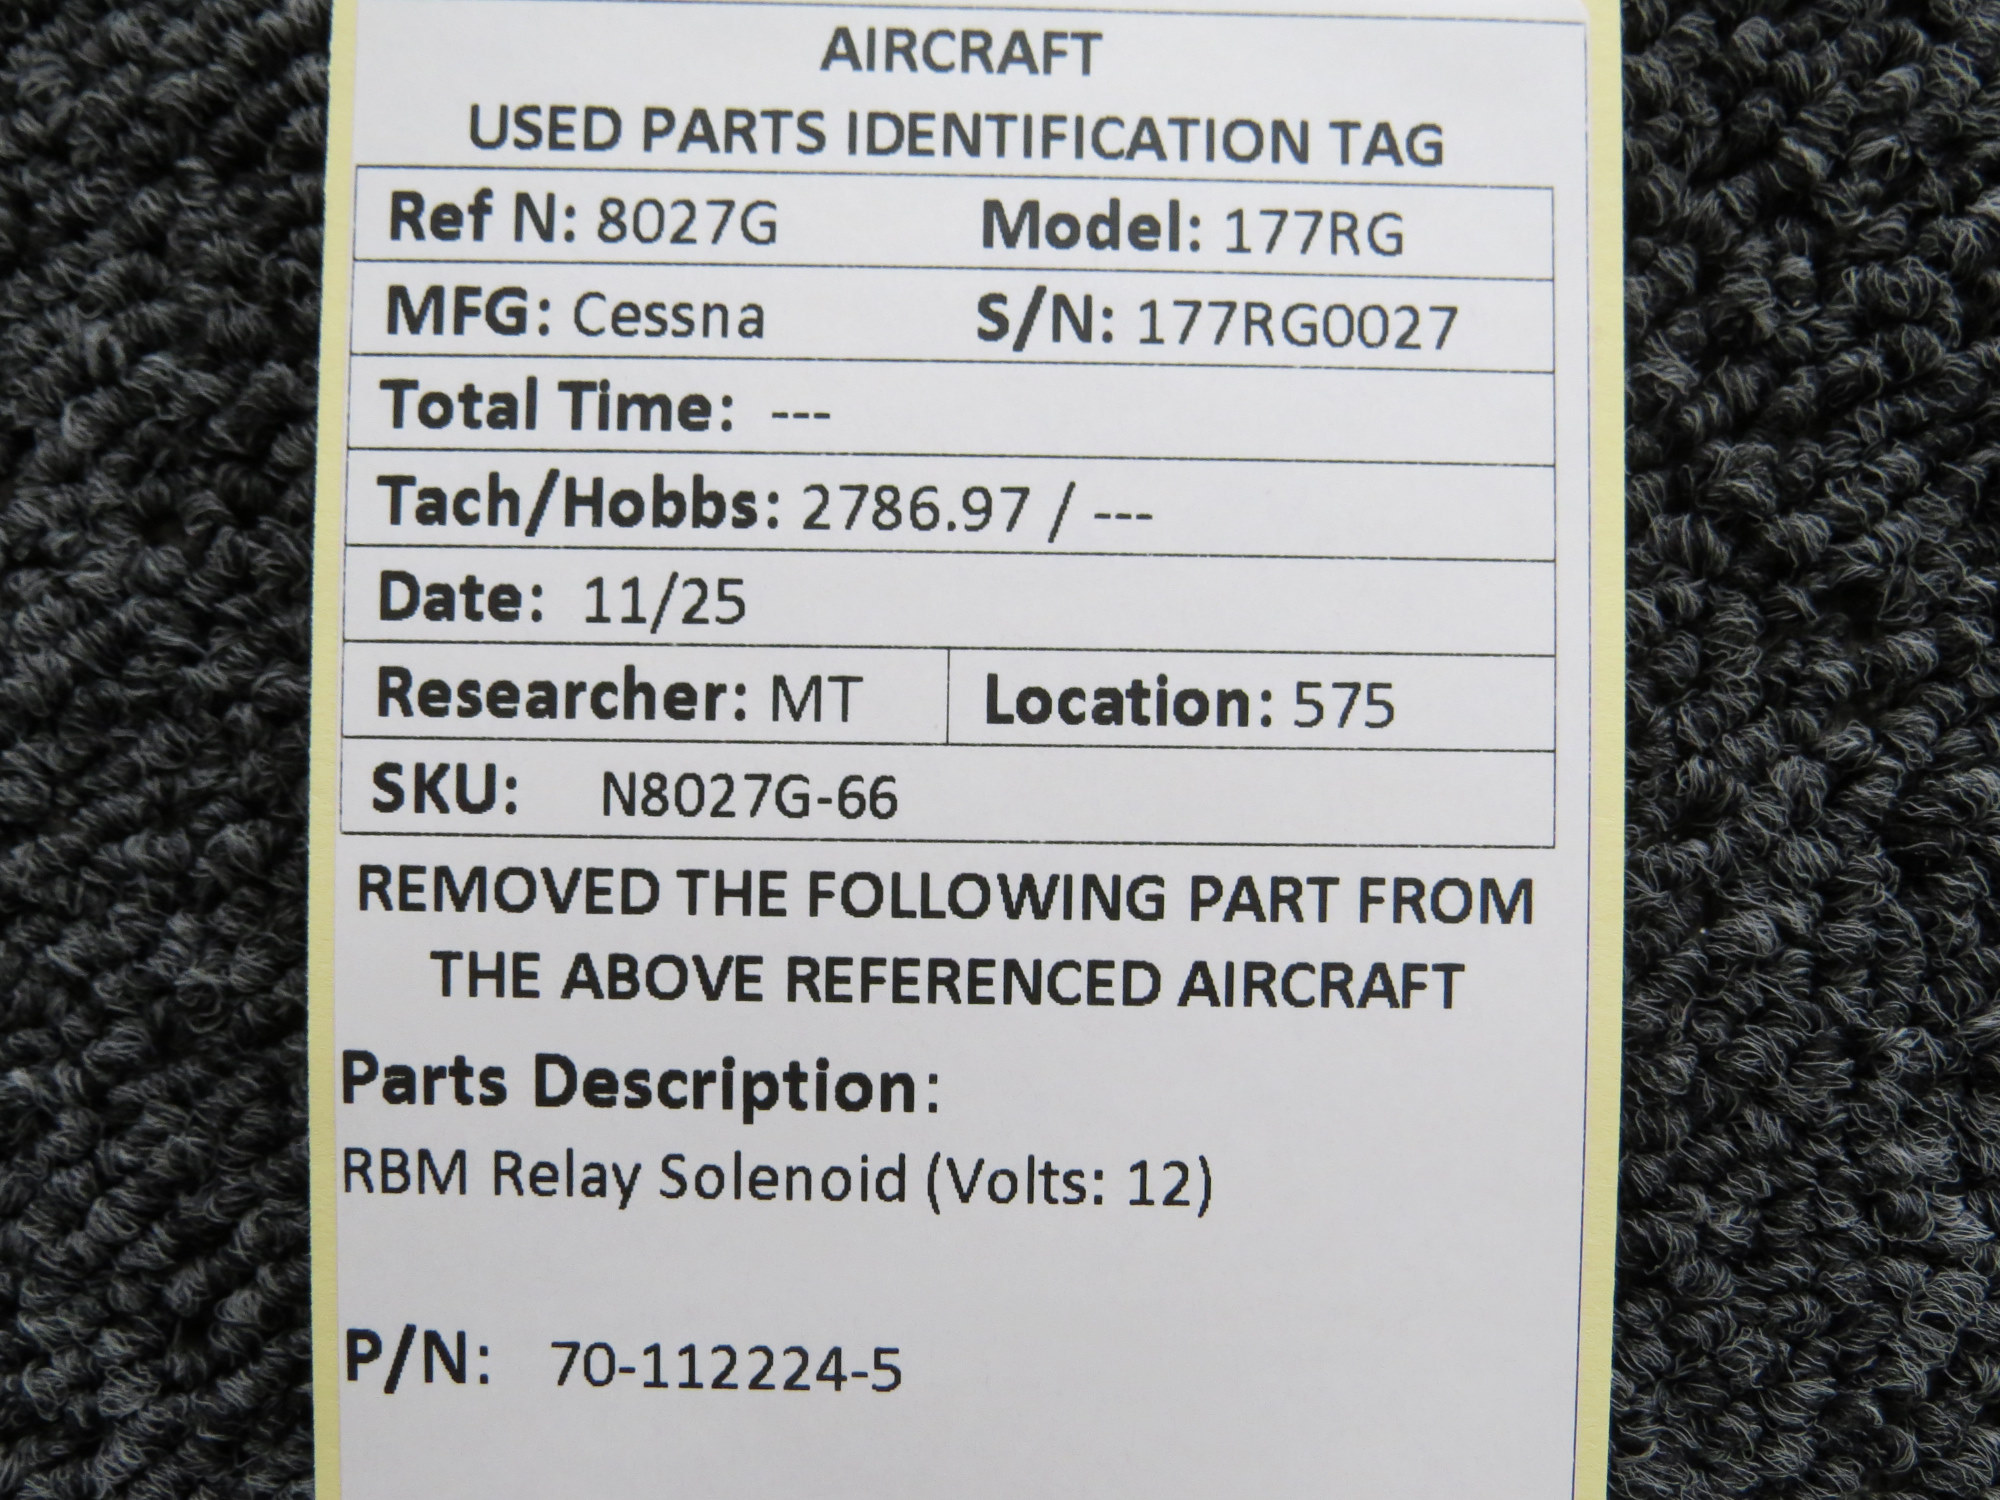 AIRCRAFT
USED PARTS IDENTIFICATION TAG
Ref N: 8027G Model: 177RG
MFG: Cessna S/N: 177RG0027
Total Time: ---
Tach/Hobbs: 2786.97 / ---
Date: 11/25
Researcher: MT Location: 575
SKU: N8027G-66
REMOVED THE FOLLOWING PART FROM
THE ABOVE REFERENCED AIRCRAFT
Parts Description:
RBM Relay Solenoid (Volts: 12)
P/N: 70-112224-5